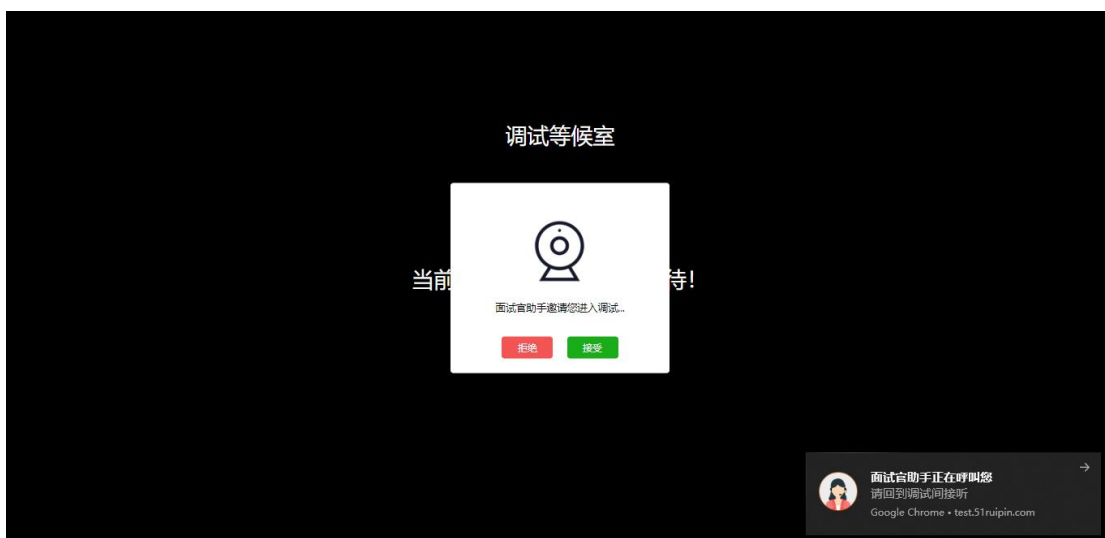 调试等候室
当前
待！
面试官助手邀请您进入调试...
拒绝
接受
面试官助手正在呼叫您
请回到调试间接听
Google Chrome • test.51ruipin.com